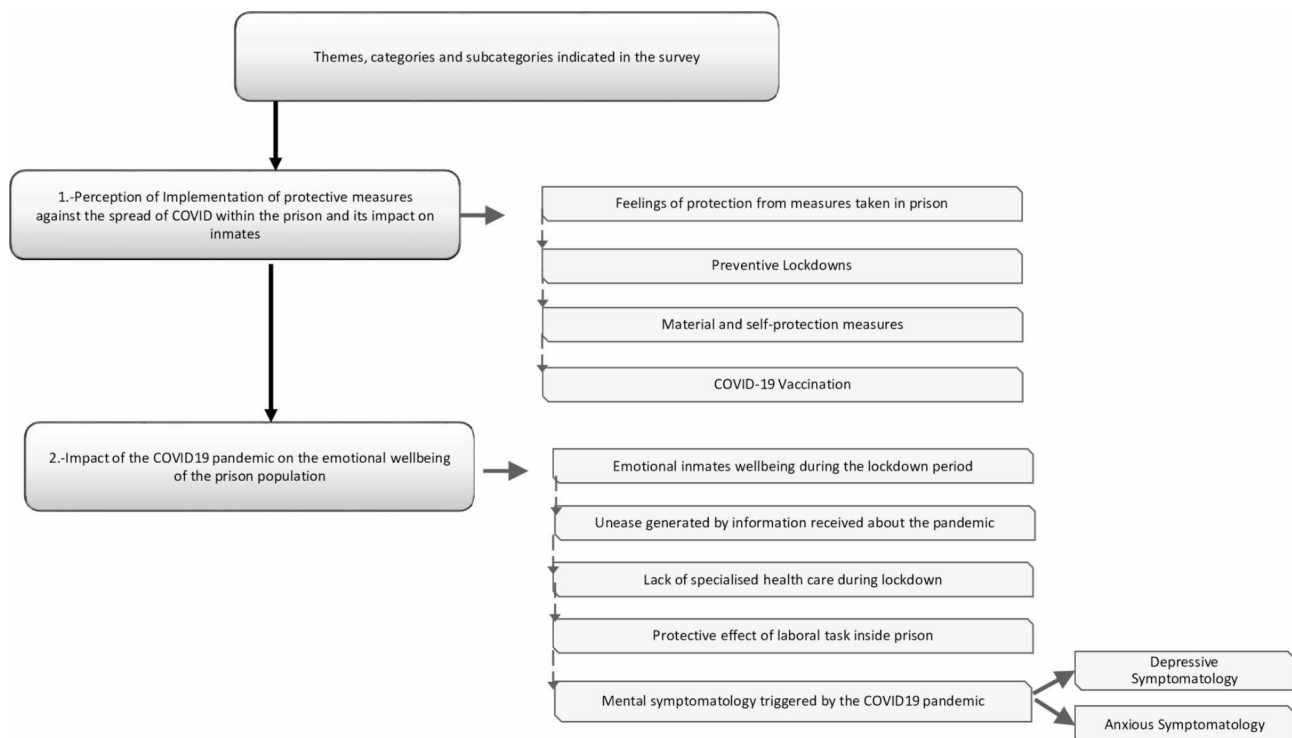 Themes, categories and subcategories indicated in the survey
1.-Perception of Implementation of protective measures
against the spread of COVID within the prison and its impact on
inmates
Feelings of protection from measures taken in prison
Preventive Lockdowns
Material and self-protection measures
COVID-19 Vaccination
2.-Impact of the COVID19 pandemic on the emotional wellbeing
of the prison population
Emotional inmates wellbeing during the lockdown period
Unease generated by information received about the pandemic
Lack of specialised health care during lockdown
Protective effect of laboral task inside prison
Mental symptomatology triggered by the COVID19 pandemic
Depressive
Symptomatology
Anxious Symptomatology